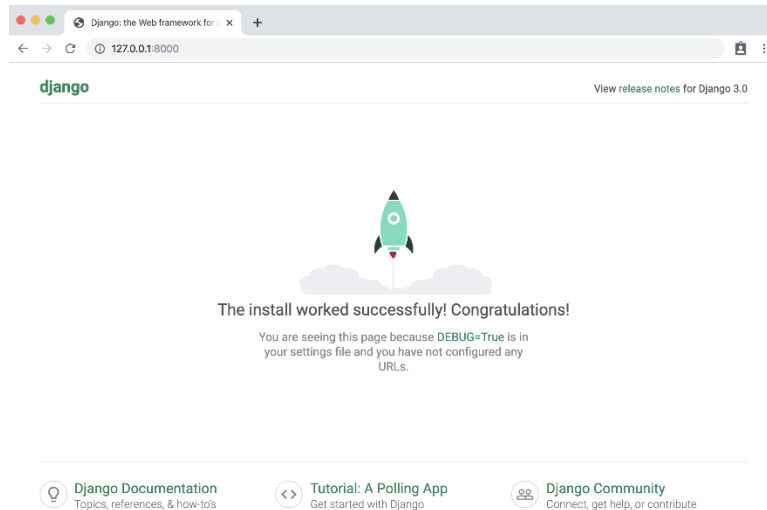 Django: the Web framework for
127.0.0.1:8000
django
View release notes for Django 3.0
The install worked successfully! Congratulations!
You are seeing this page because DEBUG=True is in
your settings file and you have not configured any
URLs.
Django Documentation
Topics, references, & how-to's
Tutorial: A Polling App
Get started with Django
Django Community
Connect, get help, or contribute